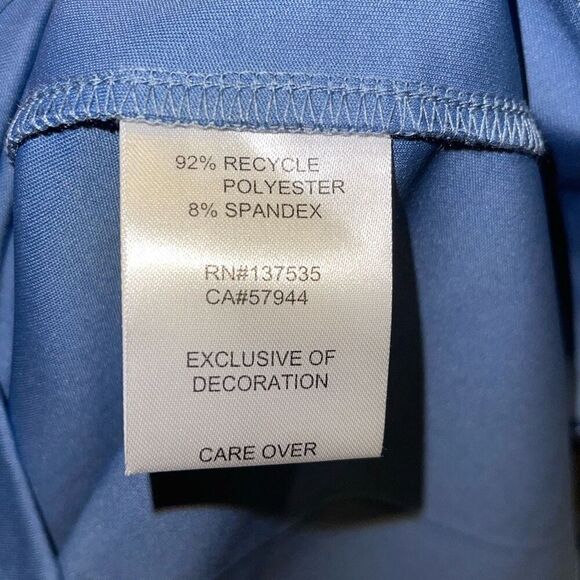 92% RECYCLE
POLYESTER
8% SPANDEX
RN#137535
CA#57944
EXCLUSIVE OF
DECORATION
CARE OVER